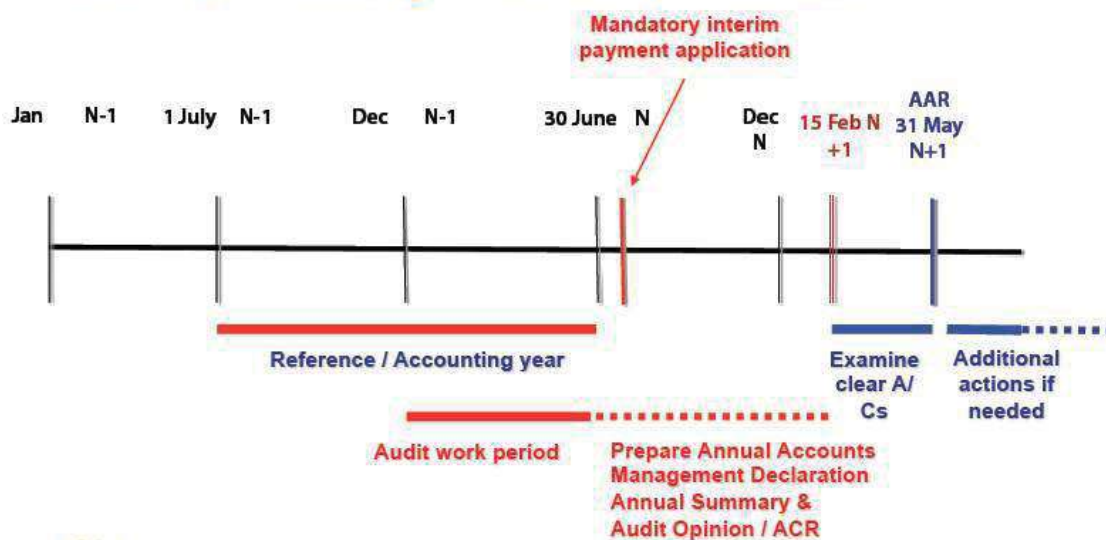 Mandatory interim
payment application
Jan N-1 1 July N-1 Dec N-1 30 June N Dec
N 15 Feb N
+1 AAR
31 May
N+1
Reference / Accounting year
Examine
clear A/
Cs
Additional
actions if
needed
Audit work period
Prepare Annual Accounts
Management Declaration
Annual Summary &
Audit Opinion / ACR